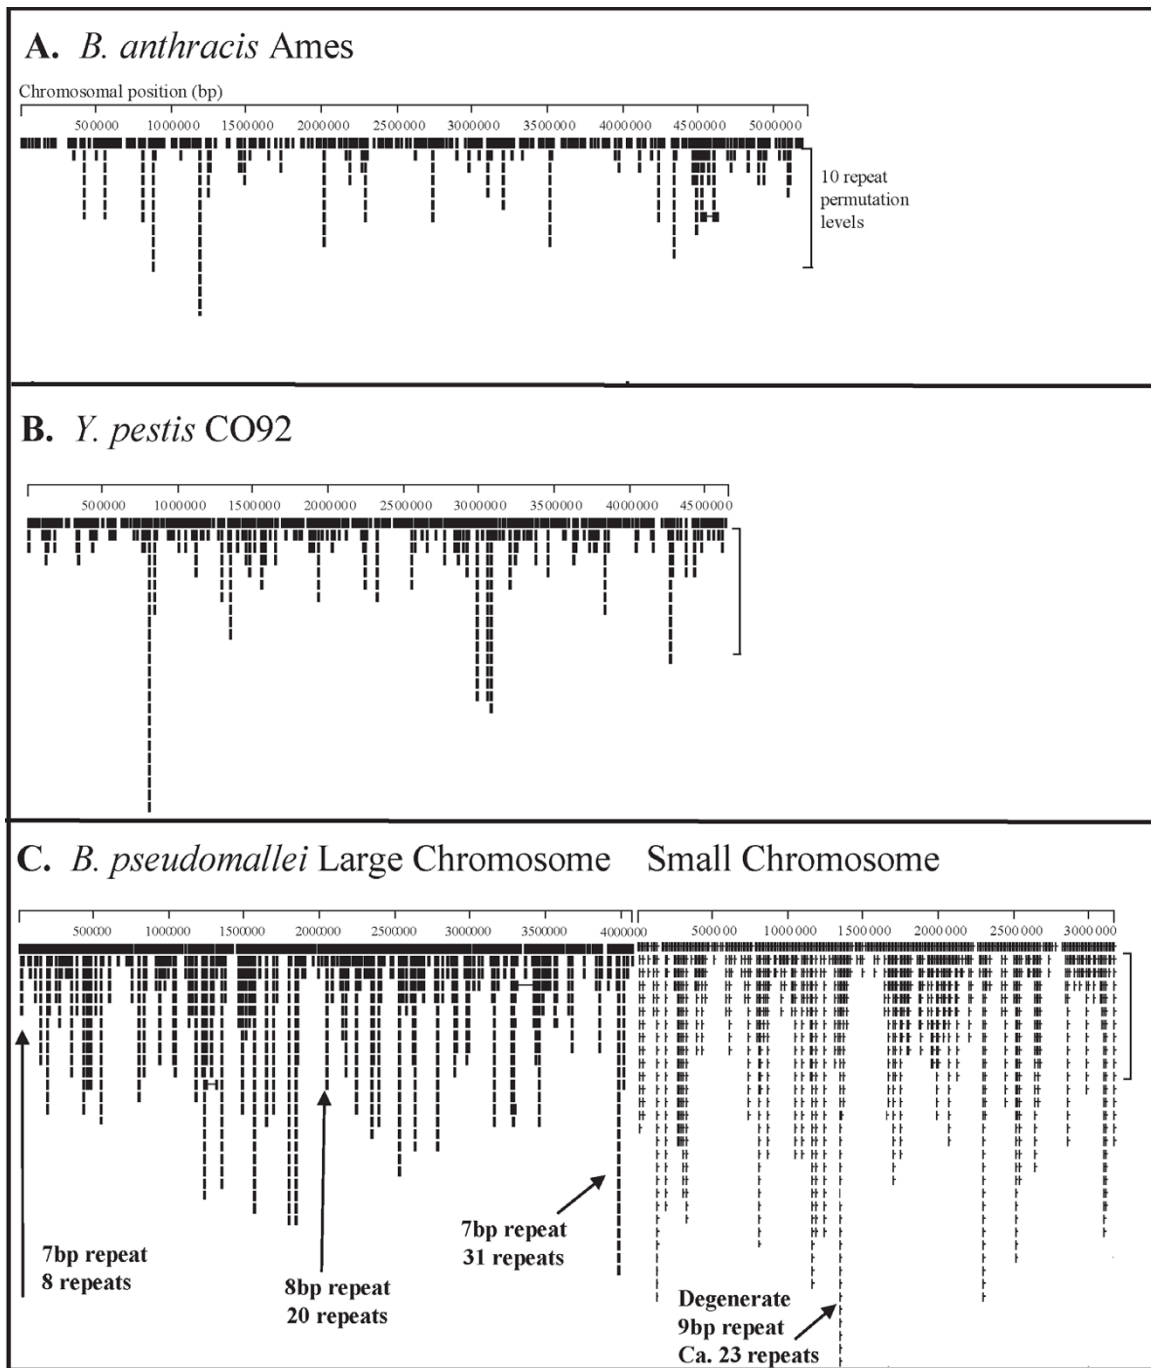 A. B. anthracis Ames
Chromosomal position (bp)
500000 1000000 1500000 2000000 2500000 3000000 3500000 4000000 4500000 5000000
10 repeat
permutation
levels
B. Y. pestis CO92
500000 1000000 1500000 2000000 2500000 3000000 3500000 4000000 4500000
C. B. pseudomallei Large Chromosome Small Chromosome
500000 1000000 1500000 2000000 2500000 3000000 3500000 4000000 500000 1000000 1500000 2000000 2500000 3000000
7bp repeat
8 repeats
8bp repeat
20 repeats
7bp repeat
31 repeats
Degenerate
9bp repeat
Ca. 23 repeats